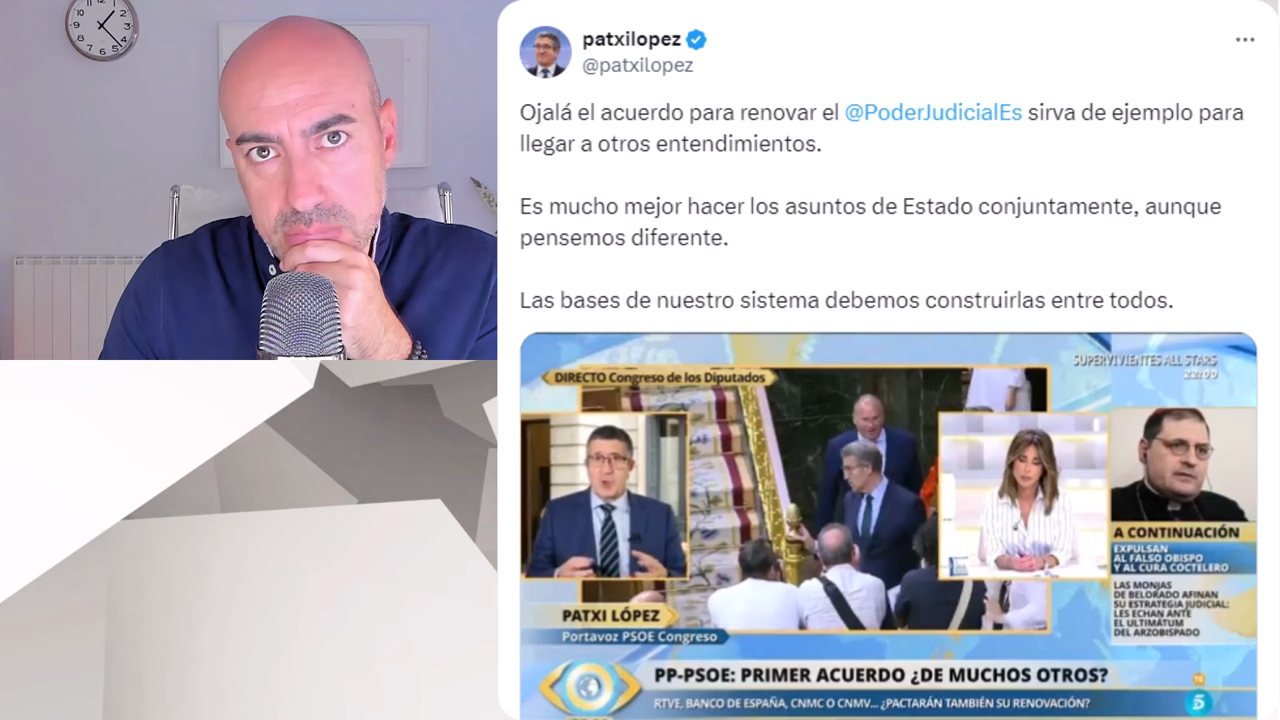 patxilopez
@patxilopez
Ojalá el acuerdo para renovar el @PoderJudicialEs sirva de ejemplo para
llegar a otros entendimientos.
Es mucho mejor hacer los asuntos de Estado conjuntamente, aunque
pensemos diferente.
Las bases de nuestro sistema debemos construirlas entre todos.
DIRECTO Congreso de los Diputados
SUPERVIVIENTES ALL STARS
22:00
A CONTINUACIÓN
EXPULSAN
AL FALSO OBISPO
Y AL CURA COCTELERO
LAS MONJAS
DE BELORADO AFINAN
SU ESTRATEGIA JUDICIAL:
LES ECHAN ANTE
EL ULTIMÁTUM
DEL ARZOBISPADO
PATXI LÓPEZ
Portavoz PSOE Congreso
PP-PSOE: PRIMER ACUERDO ¿DE MUCHOS OTROS?
RTVE, BANCO DE ESPAÑA, CNMC O CNMV... ¿PACTARÁN TAMBIÉN SU RENOVACIÓN?